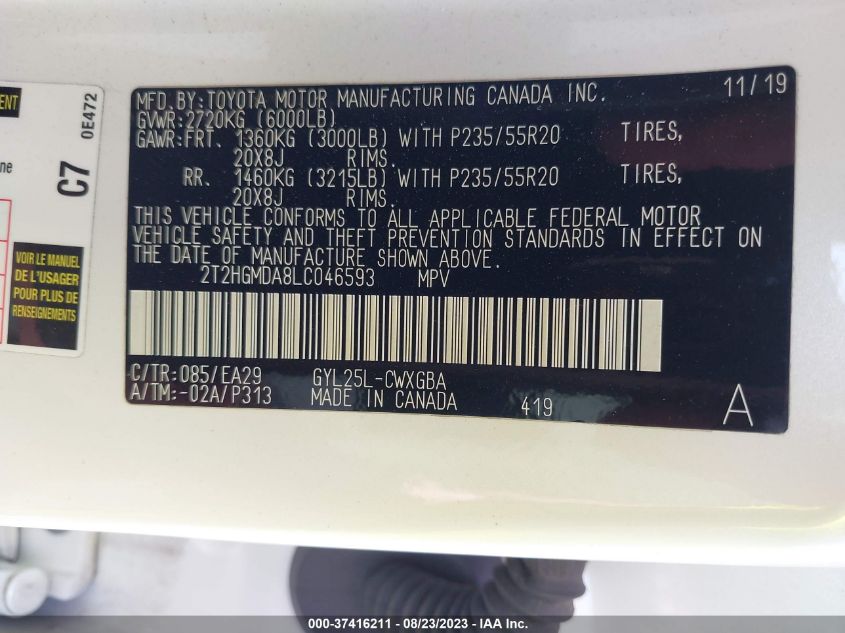 ENT
ne
C7
0E472
VOIR LE MANUEL
DE L'USAGER
POUR PLUS DE
RENSEIGNEMENTS
MFD.BY:TOYOTA MOTOR MANUFACTURING CANADA INC. 11/19
GVWR:2720KG (6000LB)
GAWR:FRT. 1360KG (3000LB) WITH P235/55R20 TIRES,
20X8J RIMS.
RR. 1460KG (3215LB) WITH P235/55R20 TIRES,
20X8J RIMS.
THIS VEHICLE CONFORMS TO ALL APPLICABLE FEDERAL MOTOR
VEHICLE SAFETY AND THEFT PREVENTION STANDARDS IN EFFECT ON
THE DATE OF MANUFACTURE SHOWN ABOVE.
2T2HGMDA8LC046593 MPV
C/TR:085/EA29 GYL25L-CWXGBA
A/TM:-02A/P313 MADE IN CANADA 419 A
000-37416211 - 08/23/2023 - IAA Inc.